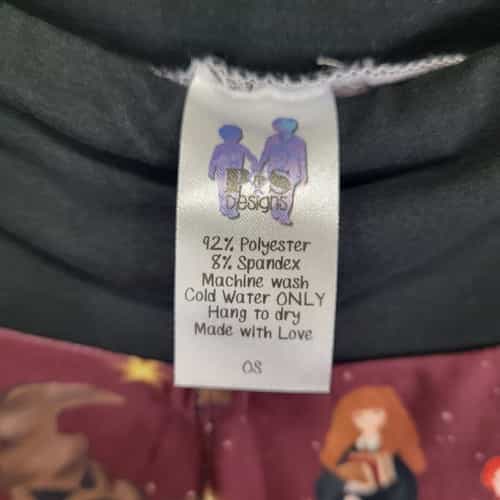 Designs
92% Polyester
8% Spandex
Machine wash
Cold Water ONLY
Hang to dry
Made with Love
OS